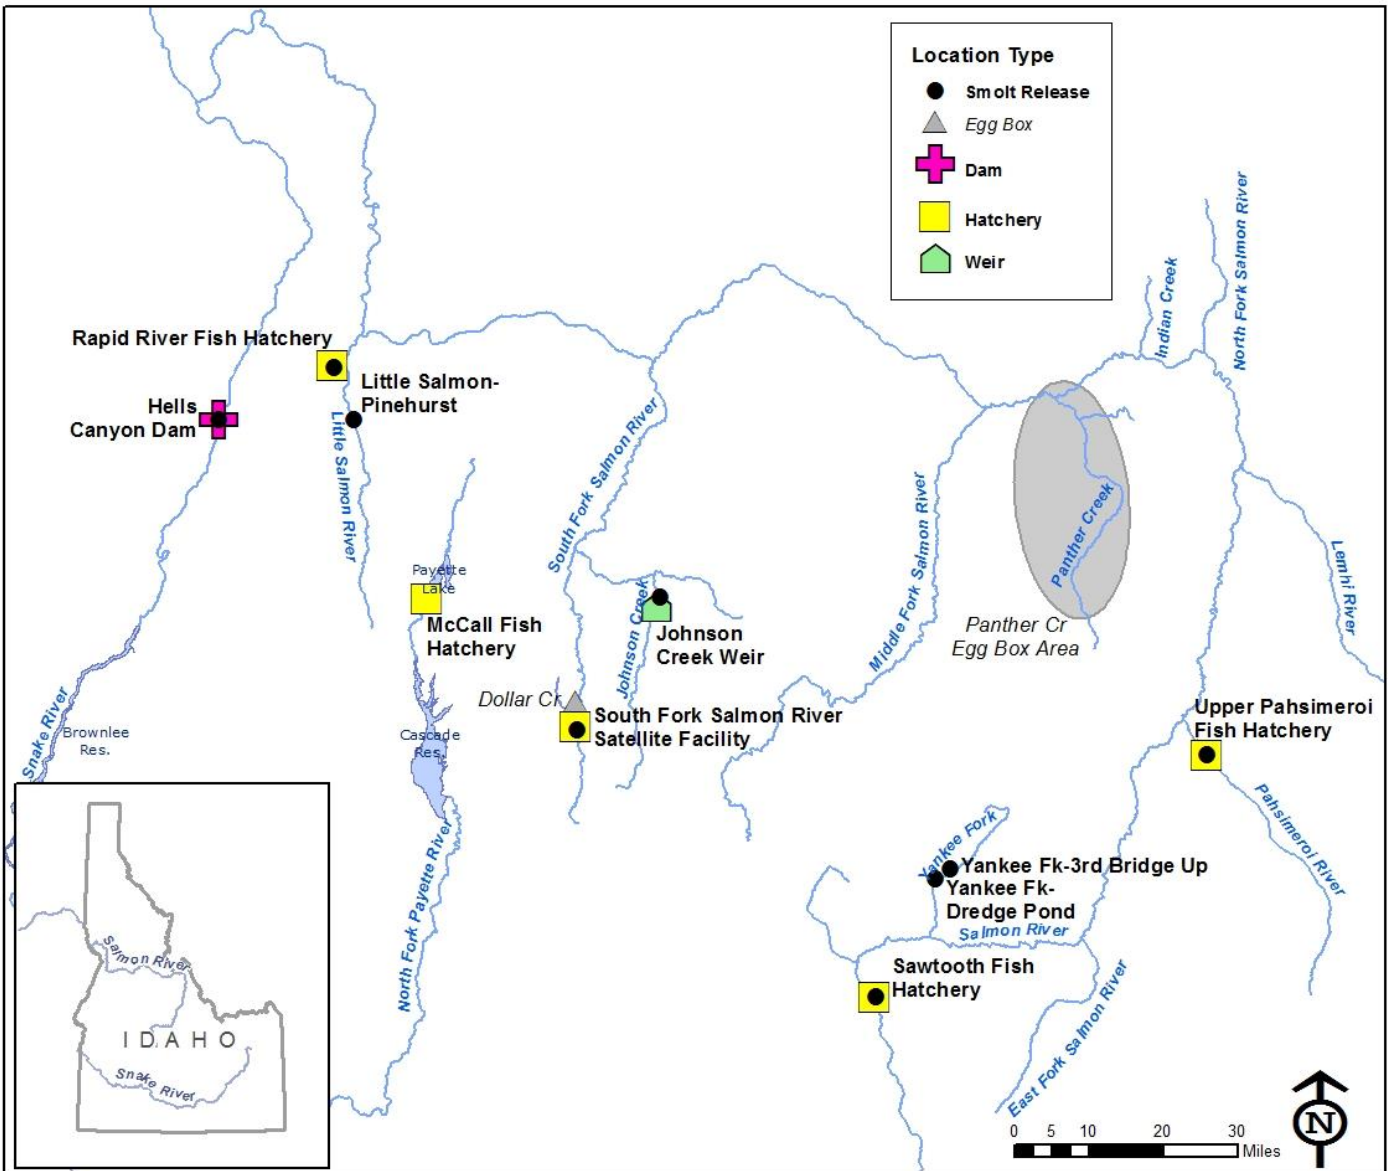 Location Type
Smolt Release
Egg Box
Dam
Hatchery
Weir
North Fork Salmon River
Indian Creek
Rapid River Fish Hatchery
Little Salmon-
Pinehurst
Hells
Canyon Dam
Little Salmon River
South Fork Salmon River
Middle Fork Salmon River
Panther Creek
Lemhi River
Payette
Lake
McCall Fish
Hatchery
Johnson Creek
Johnson
Creek Weir
Panther Cr
Egg Box Area
Dollar Cr
South Fork Salmon River
Satellite Facility
Upper Pahsimeroi
Fish Hatchery
Snake River
Brownlee
Res.
Cascade
Res.
Pahsimeroi River
Yankee Fork
Yankee Fk-3rd Bridge Up
Yankee Fk-
Dredge Pond
Salmon River
North Fork Payette River
Sawtooth Fish
Hatchery
East Fork Salmon River
Salmon River
IDAHO
Snake River
N
0 5 10 20 30
Miles